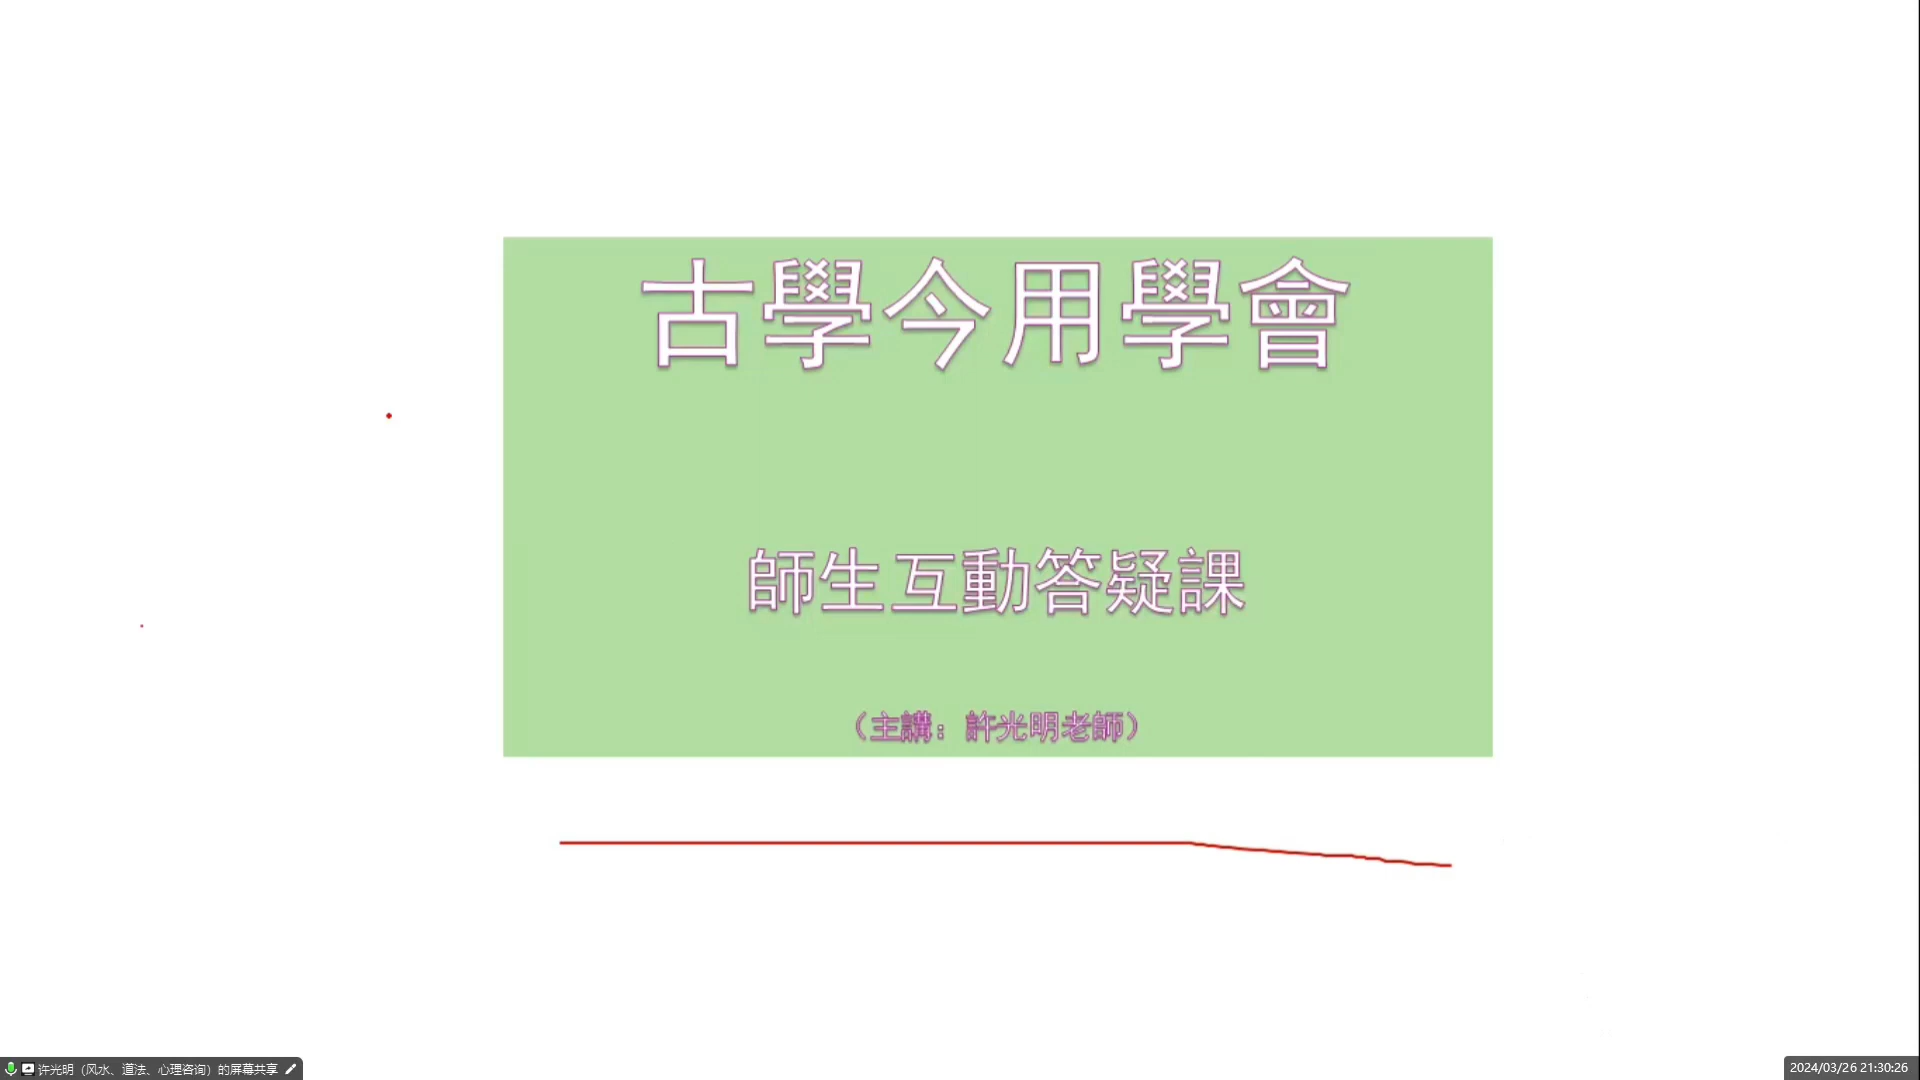 古學今用學會
師生互動答疑課
（主講：許光明老師）
许光明（风水、道法、心理咨询）的屏幕共享
2024/03/26 21:30:26